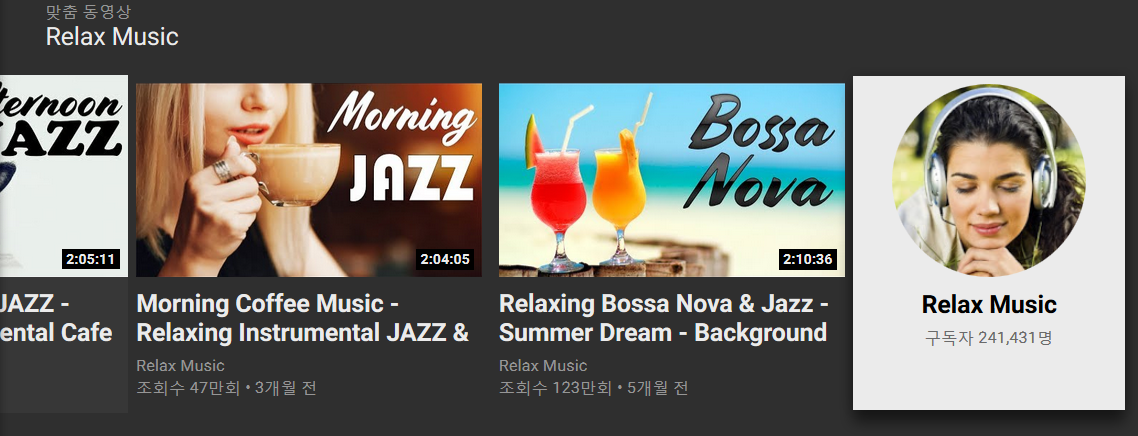 맞춤 동영상
Relax Music
ternoon
JAZZ
2:05:11
JAZZ -
ental Cafe
Morning
JAZZ
2:04:05
Morning Coffee Music -
Relaxing Instrumental JAZZ &
Relax Music
조회수 47만회 • 3개월 전
Bossa
Nova
2:10:36
Relaxing Bossa Nova & Jazz -
Summer Dream - Background
Relax Music
조회수 123만회 • 5개월 전
Relax Music
구독자 241,431명